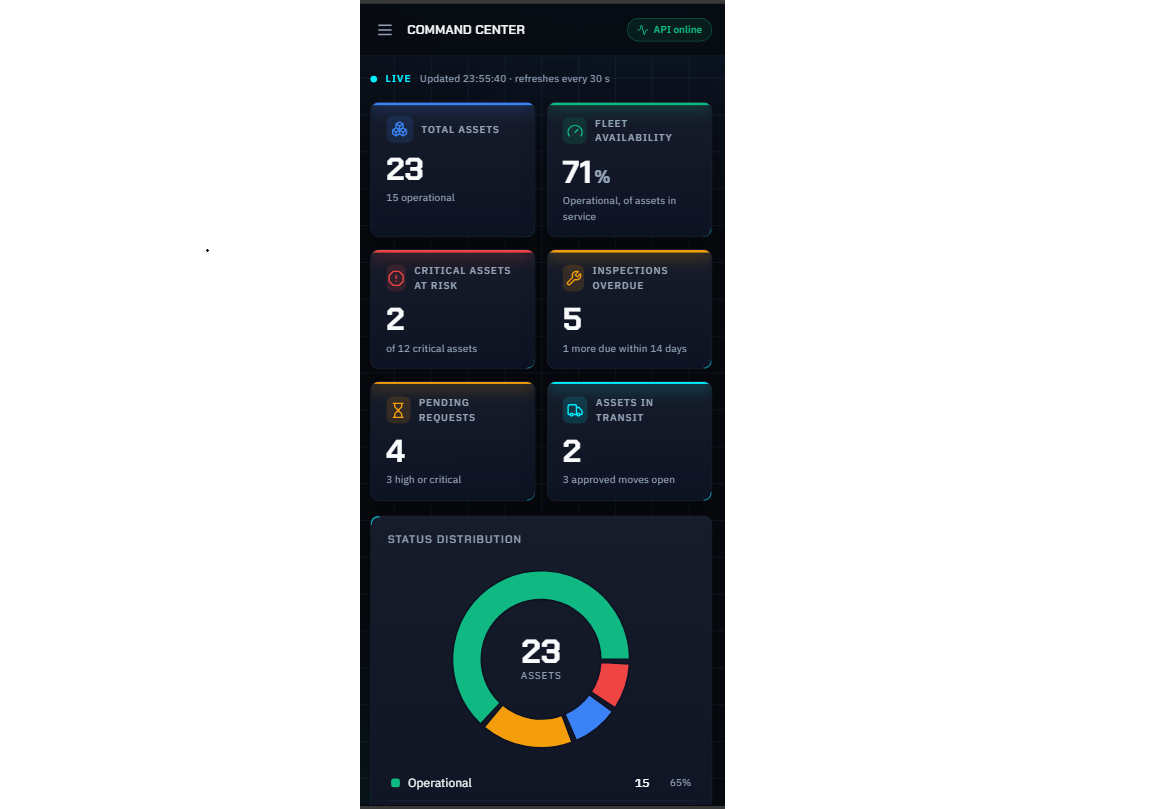 COMMAND CENTER
API online
LIVE Updated 23:55:40 · refreshes every 30 s
TOTAL ASSETS
23
15 operational
FLEET
AVAILABILITY
71%
Operational, of assets in
service
CRITICAL ASSETS
AT RISK
2
of 12 critical assets
INSPECTIONS
OVERDUE
5
1 more due within 14 days
PENDING
REQUESTS
4
3 high or critical
ASSETS IN
TRANSIT
2
3 approved moves open
STATUS DISTRIBUTION
23
ASSETS
Operational 15 65%